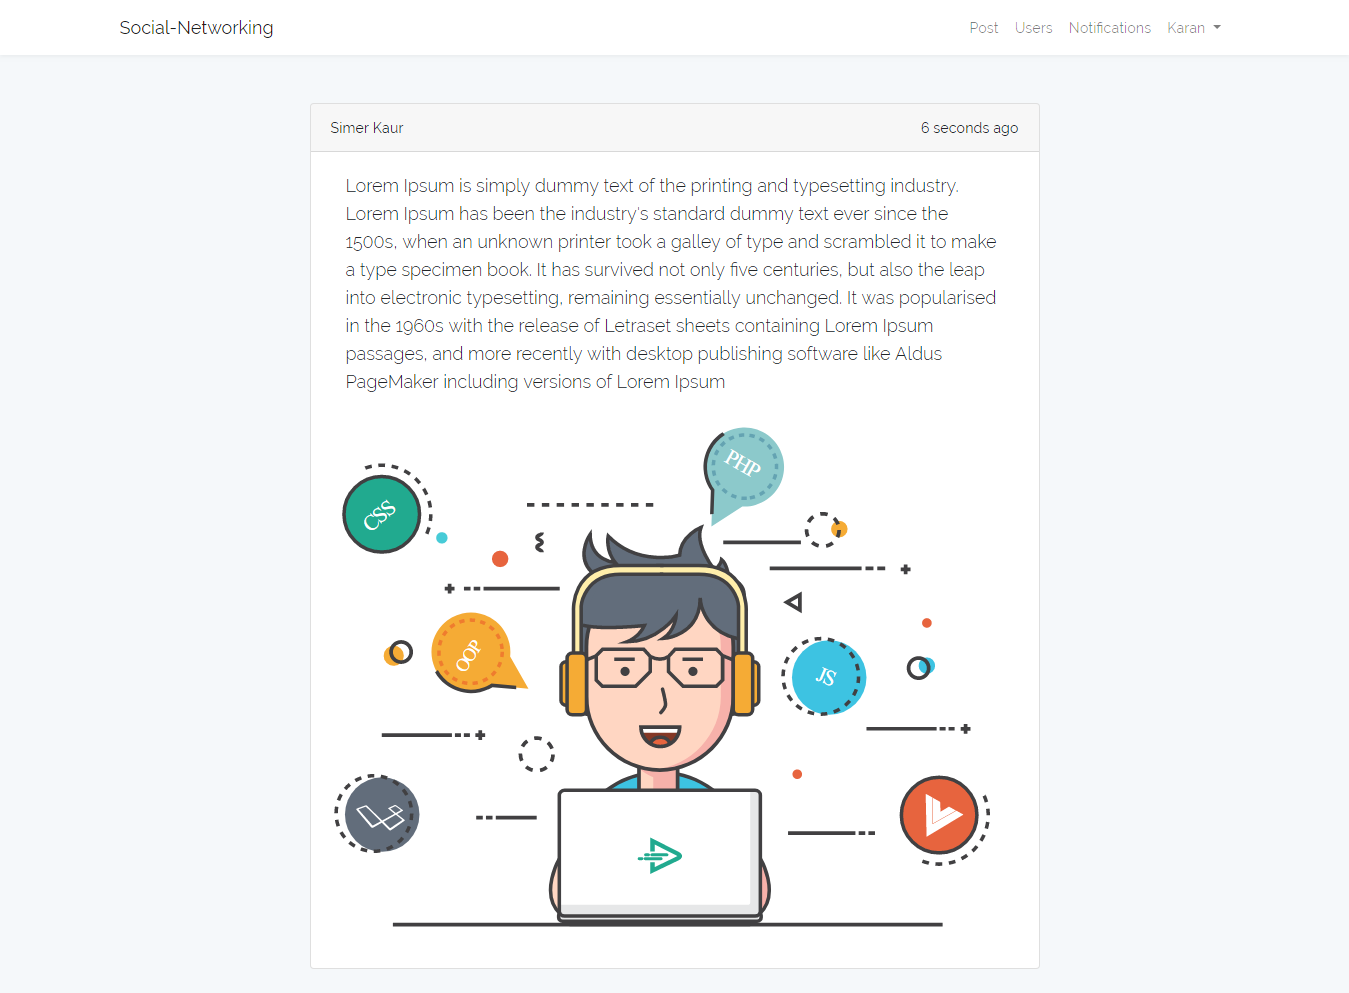 Social-Networking
Post Users Notifications Karan
Simer Kaur 6 seconds ago
Lorem Ipsum is simply dummy text of the printing and typesetting industry.
Lorem Ipsum has been the industry's standard dummy text ever since the
1500s, when an unknown printer took a galley of type and scrambled it to make
a type specimen book. It has survived not only five centuries, but also the leap
into electronic typesetting, remaining essentially unchanged. It was popularised
in the 1960s with the release of Letraset sheets containing Lorem Ipsum
passages, and more recently with desktop publishing software like Aldus
PageMaker including versions of Lorem Ipsum
PHP
CSS
OOP
JS